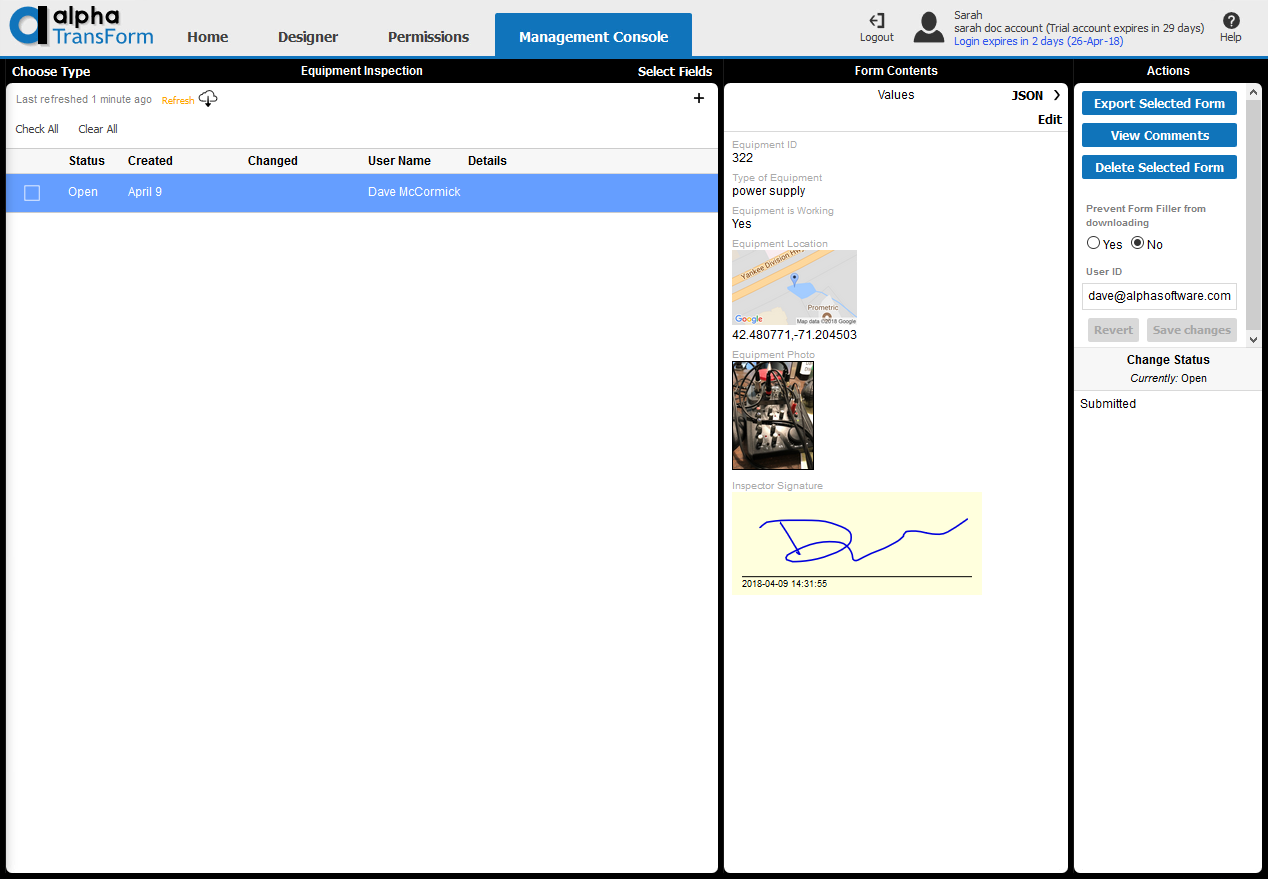 alpha
TransForm
Home
Designer
Permissions
Management Console
Logout
Sarah
sarah doc account (Trial account expires in 29 days)
Login expires in 2 days (26-Apr-18)
?
Help
Choose Type
Equipment Inspection
Select Fields
Form Contents
Actions
Last refreshed 1 minute ago
Refresh
+
Check All
Clear All
Status
Created
Changed
User Name
Details
Open
April 9
Dave McCormick
Values
JSON
Edit
Equipment ID
322
Type of Equipment
power supply
Equipment is Working
Yes
Equipment Location
Yankee Division Hwy
Prometric
Google
Map data ©2018 Google
42.480771,-71.204503
Equipment Photo
Inspector Signature
2018-04-09 14:31:55
Export Selected Form
View Comments
Delete Selected Form
Prevent Form Filler from
downloading
Yes
No
User ID
dave@alphasoftware.com
Revert
Save changes
Change Status
Currently: Open
Submitted